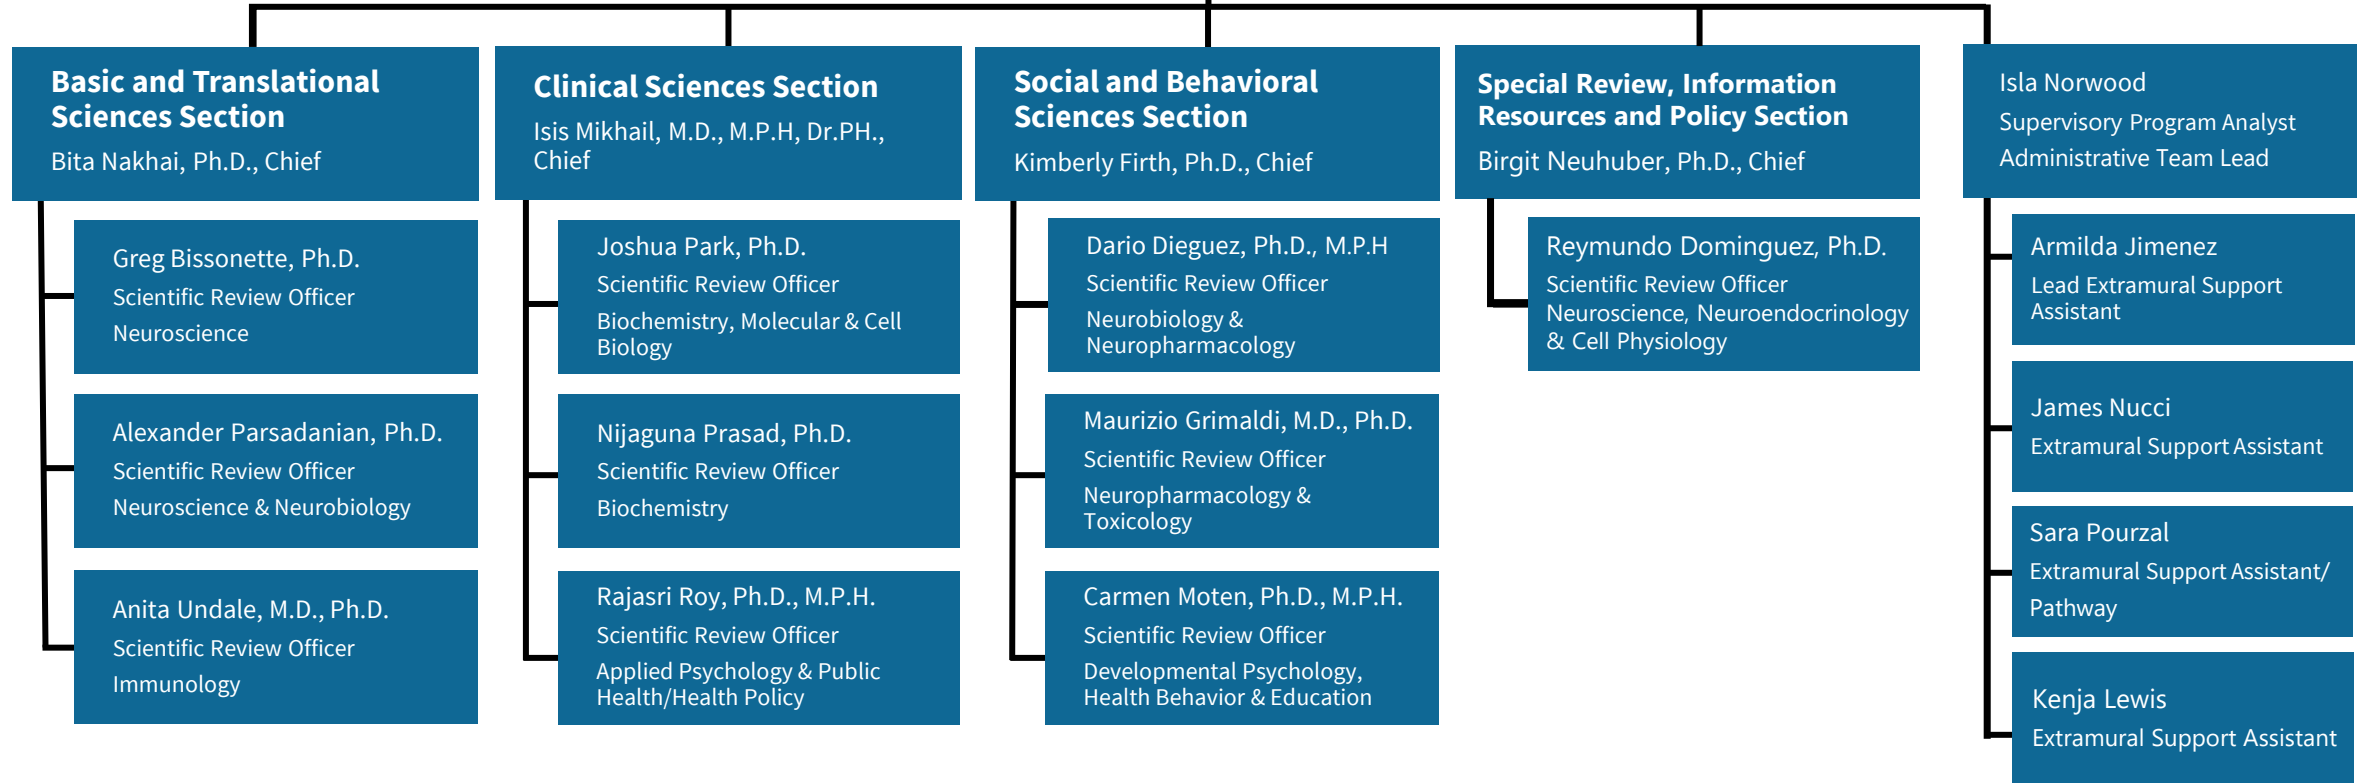 Basic and Translational
Sciences Section
Bita Nakhai, Ph.D., Chief
Greg Bissonette, Ph.D.
Scientific Review Officer
Neuroscience
Alexander Parsadanian, Ph.D.
Scientific Review Officer
Neuroscience & Neurobiology
Anita Undale, M.D., Ph.D.
Scientific Review Officer
Immunology
Clinical Sciences Section
Isis Mikhail, M.D., M.P.H, Dr.PH.,
Chief
Joshua Park, Ph.D.
Scientific Review Officer
Biochemistry, Molecular & Cell
Biology
Nijaguna Prasad, Ph.D.
Scientific Review Officer
Biochemistry
Rajasri Roy, Ph.D., M.P.H.
Scientific Review Officer
Applied Psychology & Public
Health/Health Policy
Social and Behavioral
Sciences Section
Kimberly Firth, Ph.D., Chief
Dario Dieguez, Ph.D., M.P.H
Scientific Review Officer
Neurobiology &
Neuropharmacology
Maurizio Grimaldi, M.D., Ph.D.
Scientific Review Officer
Neuropharmacology &
Toxicology
Carmen Moten, Ph.D., M.P.H.
Scientific Review Officer
Developmental Psychology,
Health Behavior & Education
Special Review, Information
Resources and Policy Section
Birgit Neuhuber, Ph.D., Chief
Reymundo Dominguez, Ph.D.
Scientific Review Officer
Neuroscience, Neuroendocrinology
& Cell Physiology
Isla Norwood
Supervisory Program Analyst
Administrative Team Lead
Armilda Jimenez
Lead Extramural Support
Assistant
James Nucci
Extramural Support Assistant
Sara Pourzal
Extramural Support Assistant/
Pathway
Kenja Lewis
Extramural Support Assistant